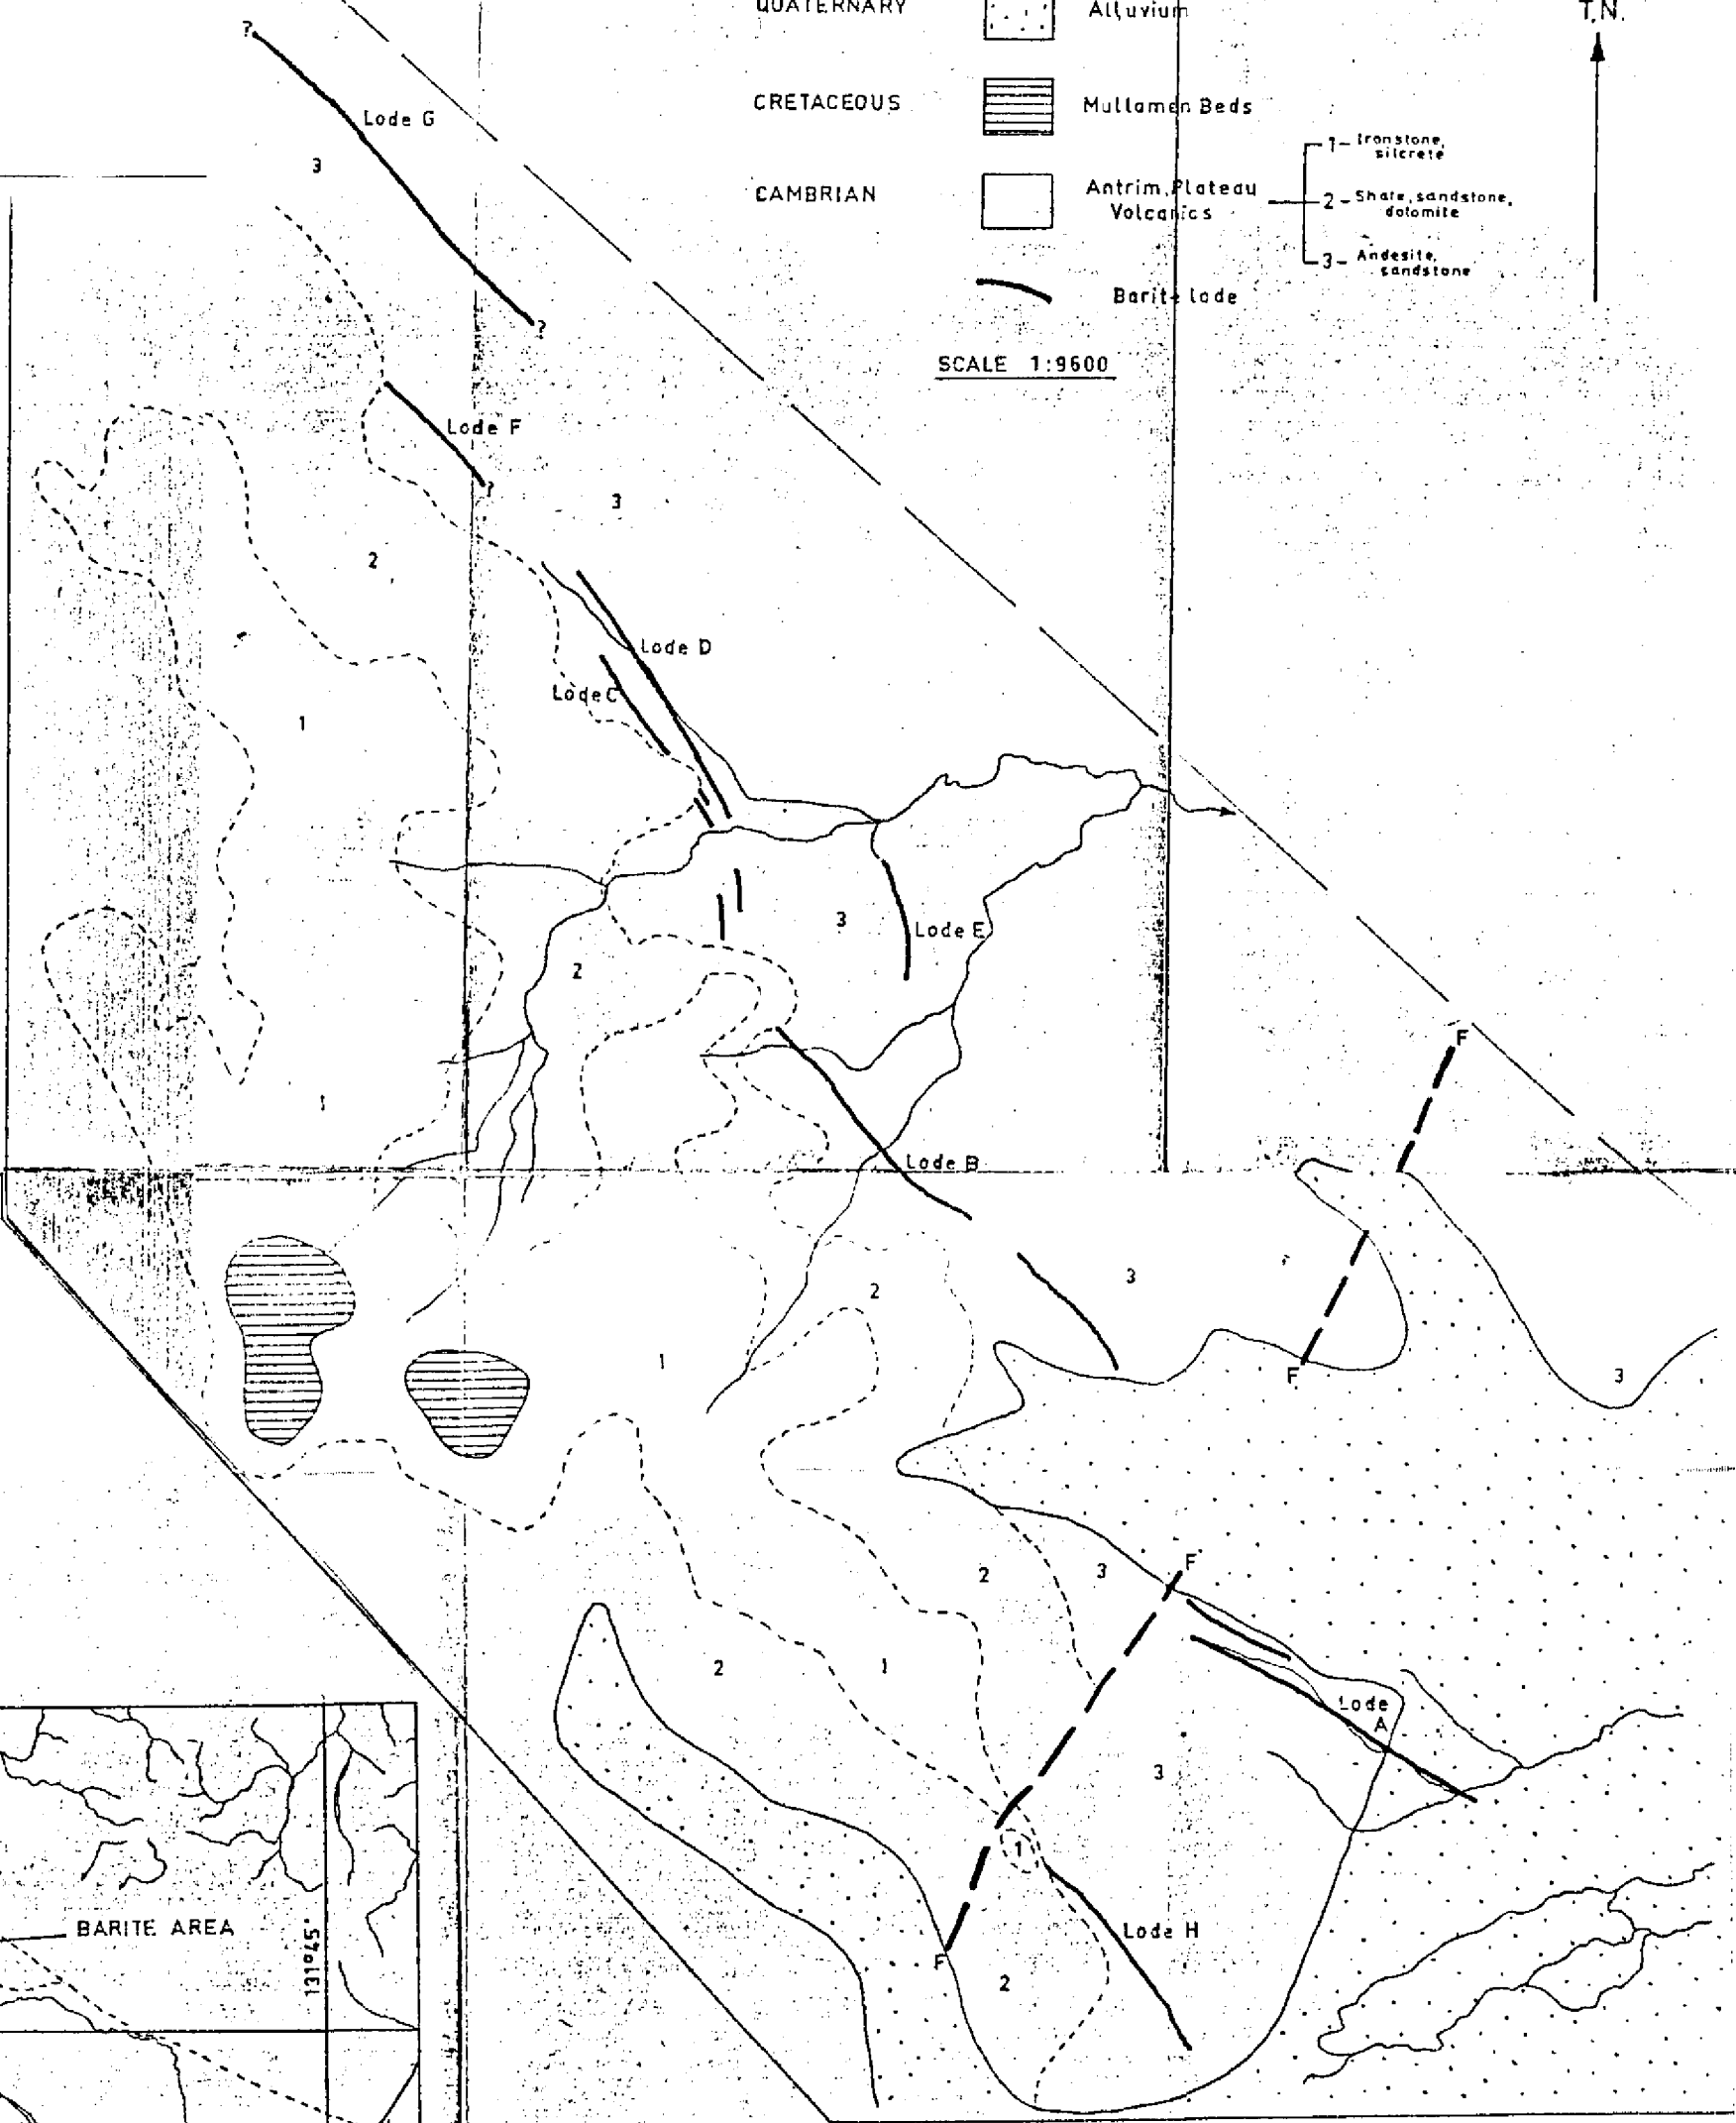 QUATERNARY
Alluvium
T.N.
CRETACEOUS
Mullaman Beds
CAMBRIAN
Antrim Plateau
Volcanics
1- Ironstone,
silcrete
2- Shale, sandstone,
dolomite
3- Andesite,
sandstone
Barite lode
SCALE 1:9600
?
Lode G
3
?
Lode F
?
3
2
Lode D
Lode C
1
3
Lode E
2
F
1
Lode B
3
2
1
F
3
F
2
3
2
1
Lode
A
3
1
Lode H
F
2
BARITE AREA
131°45'